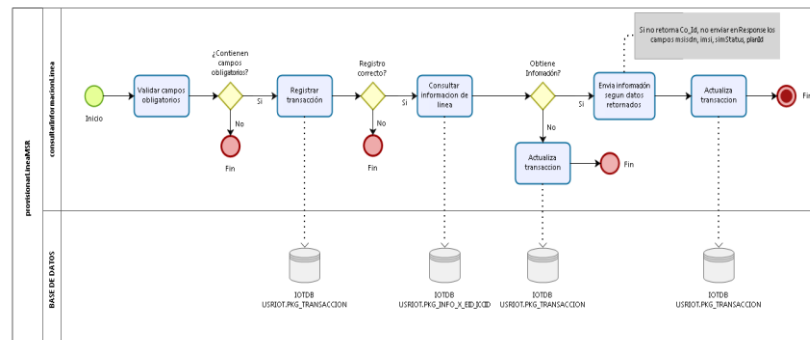 provisionarLineaMSR
consultarInformacionLinea
BASE DE DATOS
Si no retorna Co_Id, no enviar en Response los
campos msisdn, imsi, simStatus, planId
Inicio
Validar campos
obligatorios
¿Contienen
campos
obligatorios?
Si
No
Fin
Registrar
transacción
Registro
correcto?
Si
No
Fin
Consultar
informacion de
linea
Obtiene
Infomación?
Si
No
Actualiza
transaccion
Fin
Envia información
segun datos
retornados
Actualiza
transaccion
Fin
IOTDB
USRIOT.PKG_TRANSACCION
IOTDB
USRIOT.PKG_INFO_X_EID_ICCID
IOTDB
USRIOT.PKG_TRANSACCION
IOTDB
USRIOT.PKG_TRANSACCION